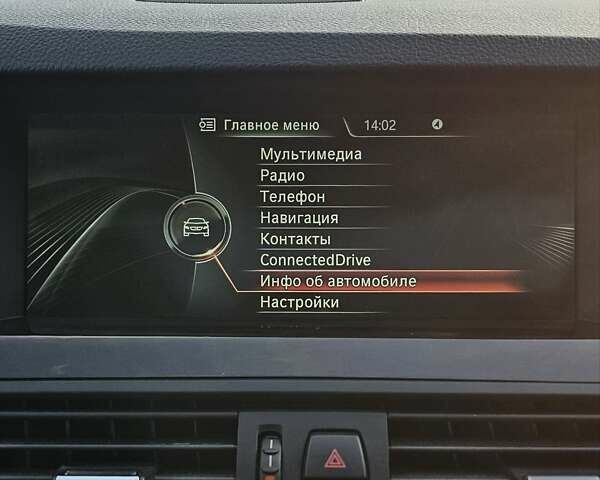 Главное меню 14:02
Мультимедиа
Радио
Телефон
Навигация
Контакты
ConnectedDrive
Инфо об автомобиле
Настройки